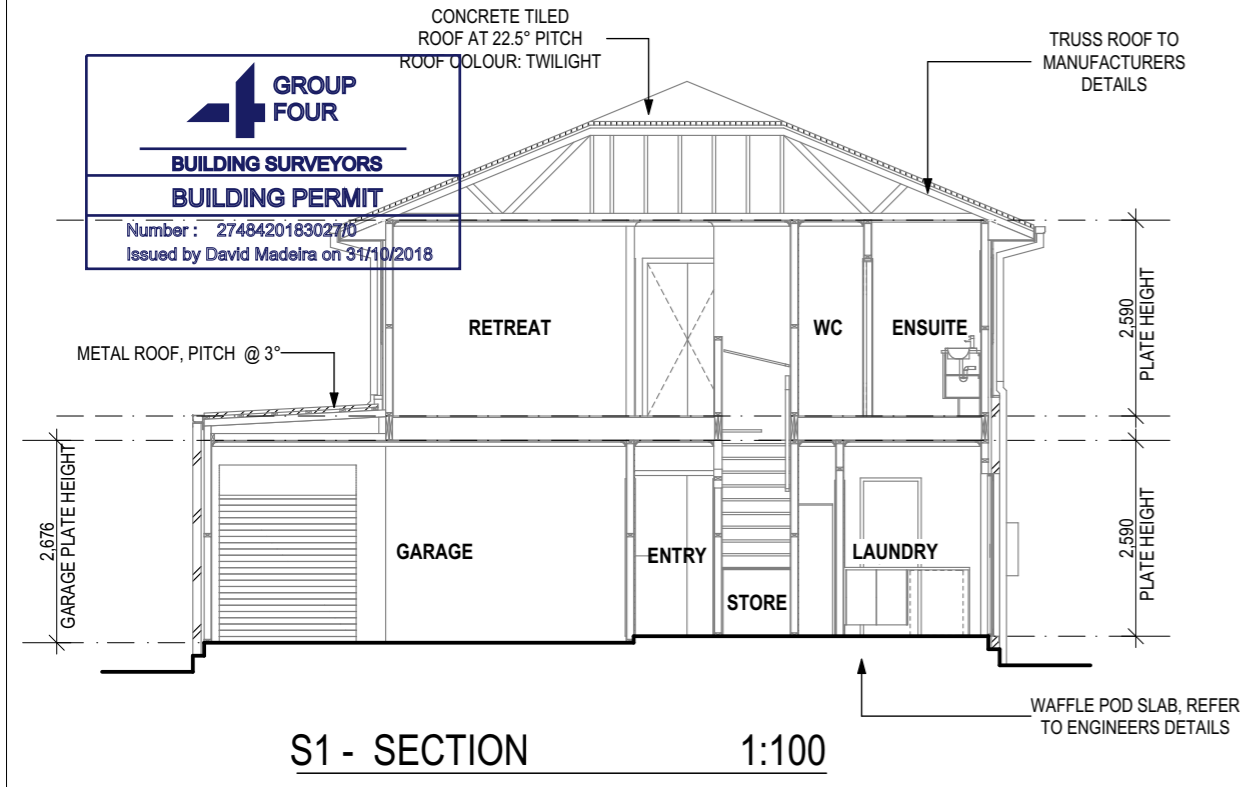 CONCRETE TILED
ROOF AT 22.5° PITCH
ROOF COLOUR: TWILIGHT
TRUSS ROOF TO
MANUFACTURERS
DETAILS
GROUP
FOUR
BUILDING SURVEYORS
BUILDING PERMIT
Number : 2748420183027/0
Issued by David Madeira on 31/10/2018
RETREAT
WC
ENSUITE
2,590
PLATE HEIGHT
METAL ROOF, PITCH @ 3°
2,676
GARAGE PLATE HEIGHT
GARAGE
ENTRY
STORE
LAUNDRY
2,590
PLATE HEIGHT
WAFFLE POD SLAB, REFER
TO ENGINEERS DETAILS
S1 - SECTION 1:100